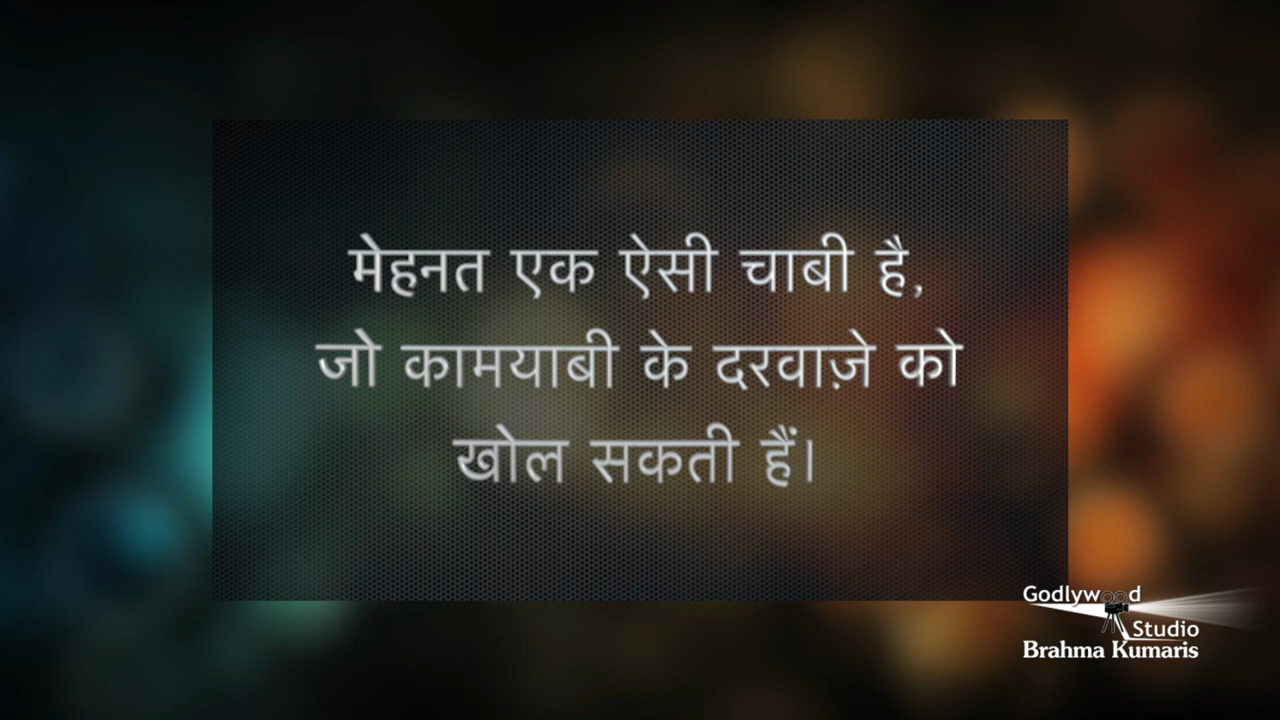 मेहनत एक ऐसी चाबी है,
जो कामयाबी के दरवाज़े को
खोल सकती हैं।
Godlywood
Studio
Brahma Kumaris